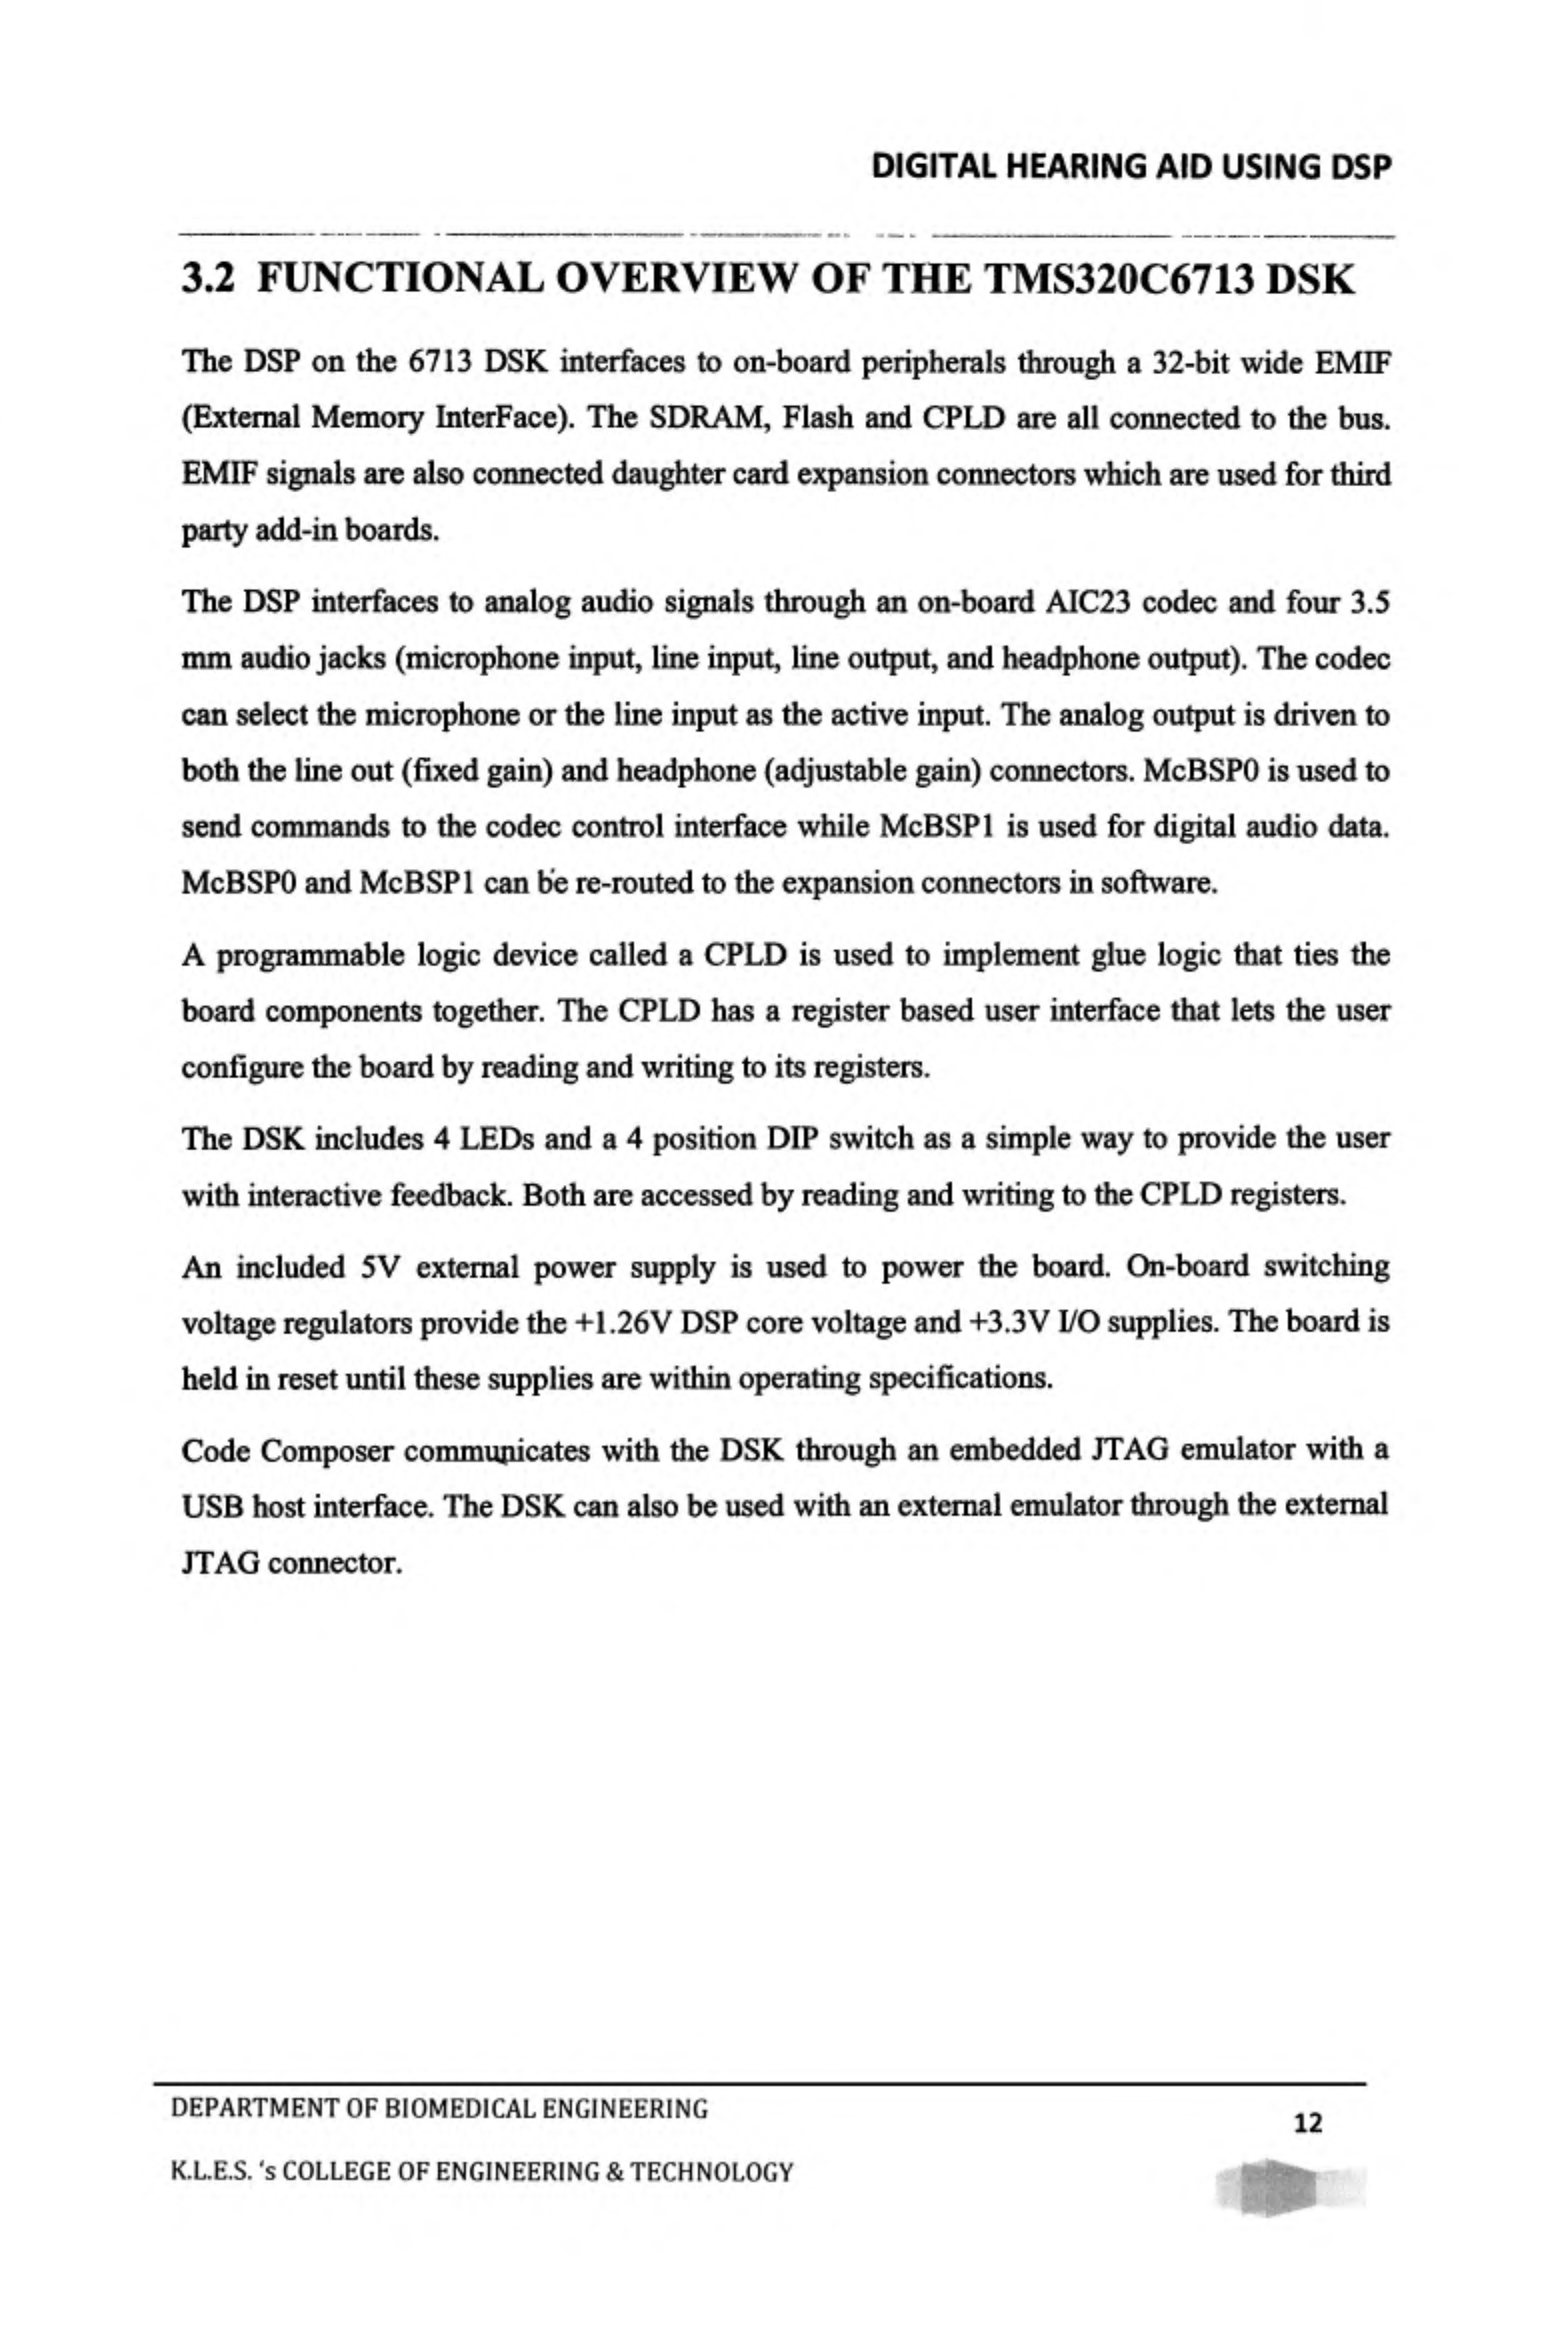 DIGITAL HEARING AID USING DSP
3.2 FUNCTIONAL OVERVIEW OF THE TMS320C6713 DSK
The DSP on the 6713 DSK interfaces to on-board peripherals through a 32-bit wide EMIF
(External Memory InterFace). The SDRAM, Flash and CPLD are all connected to the bus.
EMIF signals are also connected daughter card expansion connectors which are used for third
party add-in boards.
The DSP interfaces to analog audio signals through an on-board AIC23 codec and four 3.5
mm audio jacks (microphone input, line input, line output, and headphone output). The codec
can select the microphone or the line input as the active input. The analog output is driven to
both the line out (fixed gain) and headphone (adjustable gain) connectors. McBSP0 is used to
send commands to the codec control interface while McBSP1 is used for digital audio data.
McBSP0 and McBSP1 can be re-routed to the expansion connectors in software.
A programmable logic device called a CPLD is used to implement glue logic that ties the
board components together. The CPLD has a register based user interface that lets the user
configure the board by reading and writing to its registers.
The DSK includes 4 LEDs and a 4 position DIP switch as a simple way to provide the user
with interactive feedback. Both are accessed by reading and writing to the CPLD registers.
An included 5V external power supply is used to power the board. On-board switching
voltage regulators provide the +1.26V DSP core voltage and +3.3V I/O supplies. The board is
held in reset until these supplies are within operating specifications.
Code Composer communicates with the DSK through an embedded JTAG emulator with a
USB host interface. The DSK can also be used with an external emulator through the external
JTAG connector.
DEPARTMENT OF BIOMEDICAL ENGINEERING
12
K.L.E.S. 's COLLEGE OF ENGINEERING & TECHNOLOGY